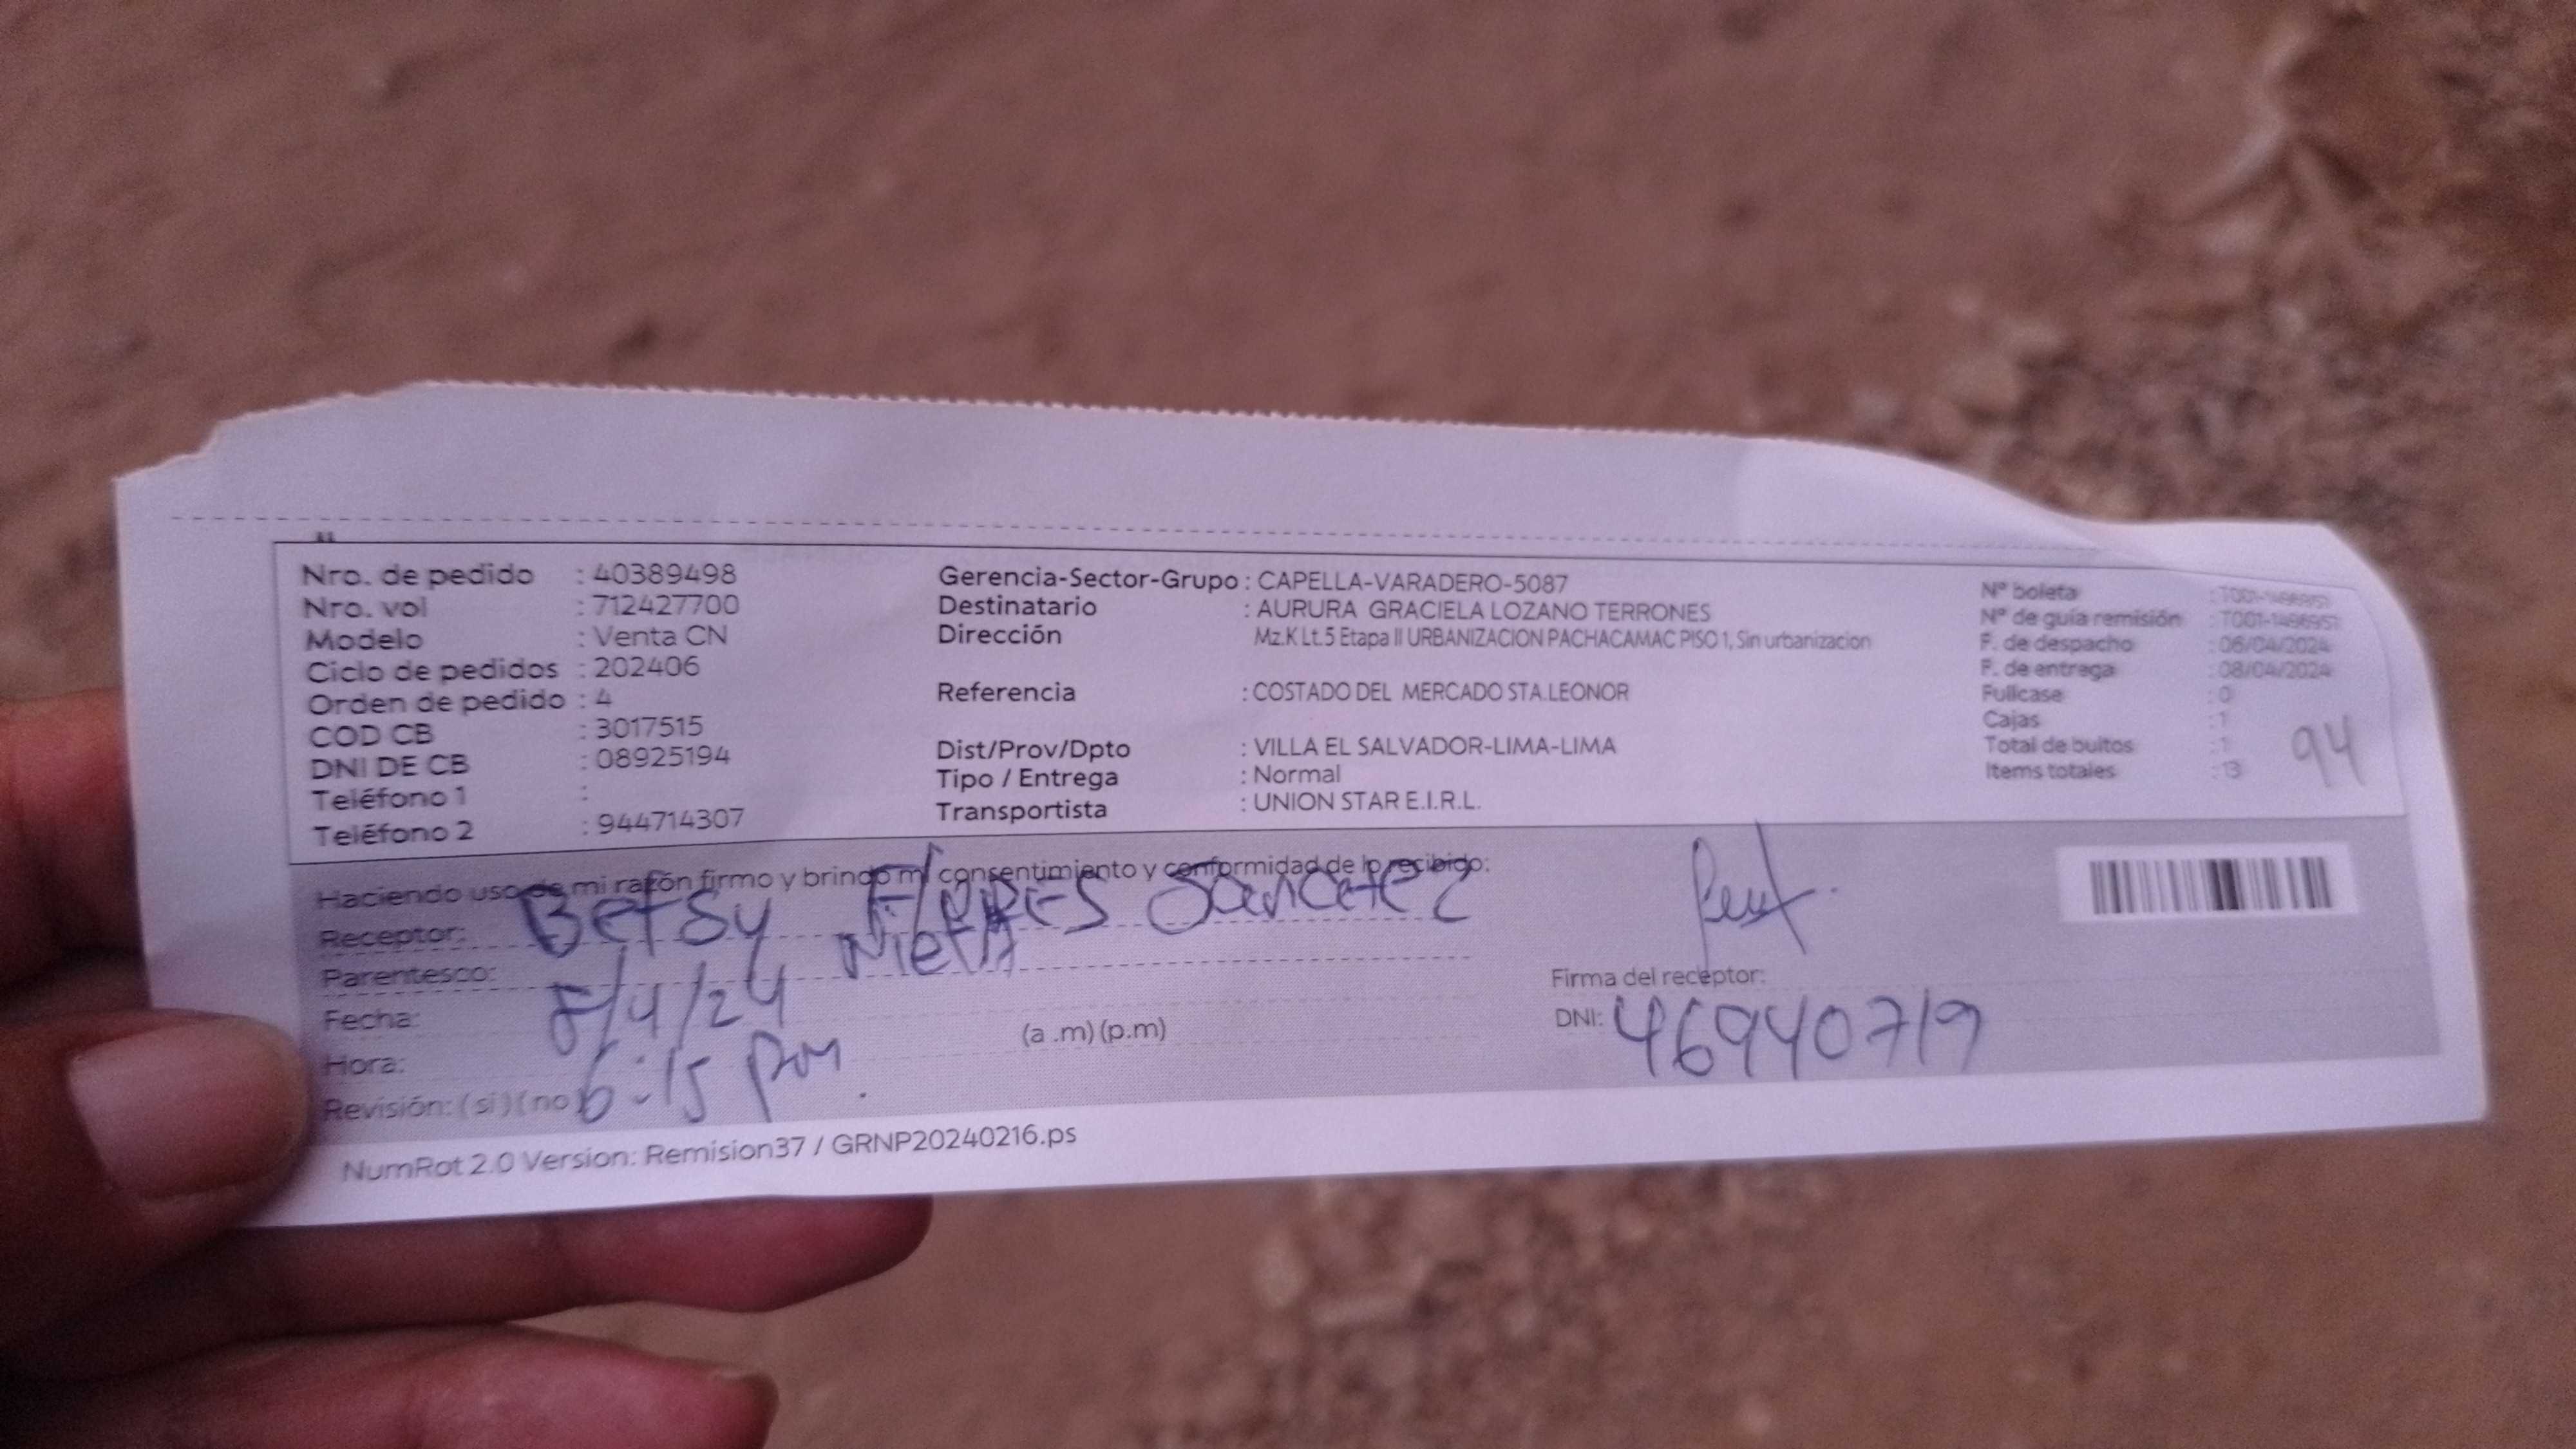 Nro. de pedido : 40389498
Nro. vol : 712427700
Modelo : Venta CN
Ciclo de pedidos : 202406
Orden de pedido : 4
COD CB : 3017515
DNI DE CB : 08925194
Teléfono 1 :
Teléfono 2 : 944714307
Gerencia-Sector-Grupo : CAPELLA-VARADERO-5087
Destinatario : AURURA GRACIELA LOZANO TERRONES
Dirección Mz.K Lt.5 Etapa II URBANIZACION PACHACAMAC PISO 1, Sin urbanizacion
Referencia : COSTADO DEL MERCADO STA.LEONOR
Dist/Prov/Dpto : VILLA EL SALVADOR-LIMA-LIMA
Tipo / Entrega : Normal
Transportista : UNION STAR E.I.R.L.
Nº boleta :
Nº de guía remisión :
F. de despacho : 06/04/2024
F. de entrega : 08/04/2024
Fullcase : 0
Cajas : 1
Total de bultos : 1
Items totales : 13
94
Haciendo uso de mi razón firmo y brindo mi consentimiento y conformidad de lo recibido:
Receptor: Betsy FLORES Sanchez
Parentesco: Nieta
Fecha: 8/4/24
Hora: 6:15 pm. (a .m) (p.m)
Revisión: ( si ) ( no )
Firma del receptor:
DNI: 46940719
NumRot 2.0 Version: Remision37 / GRNP20240216.ps